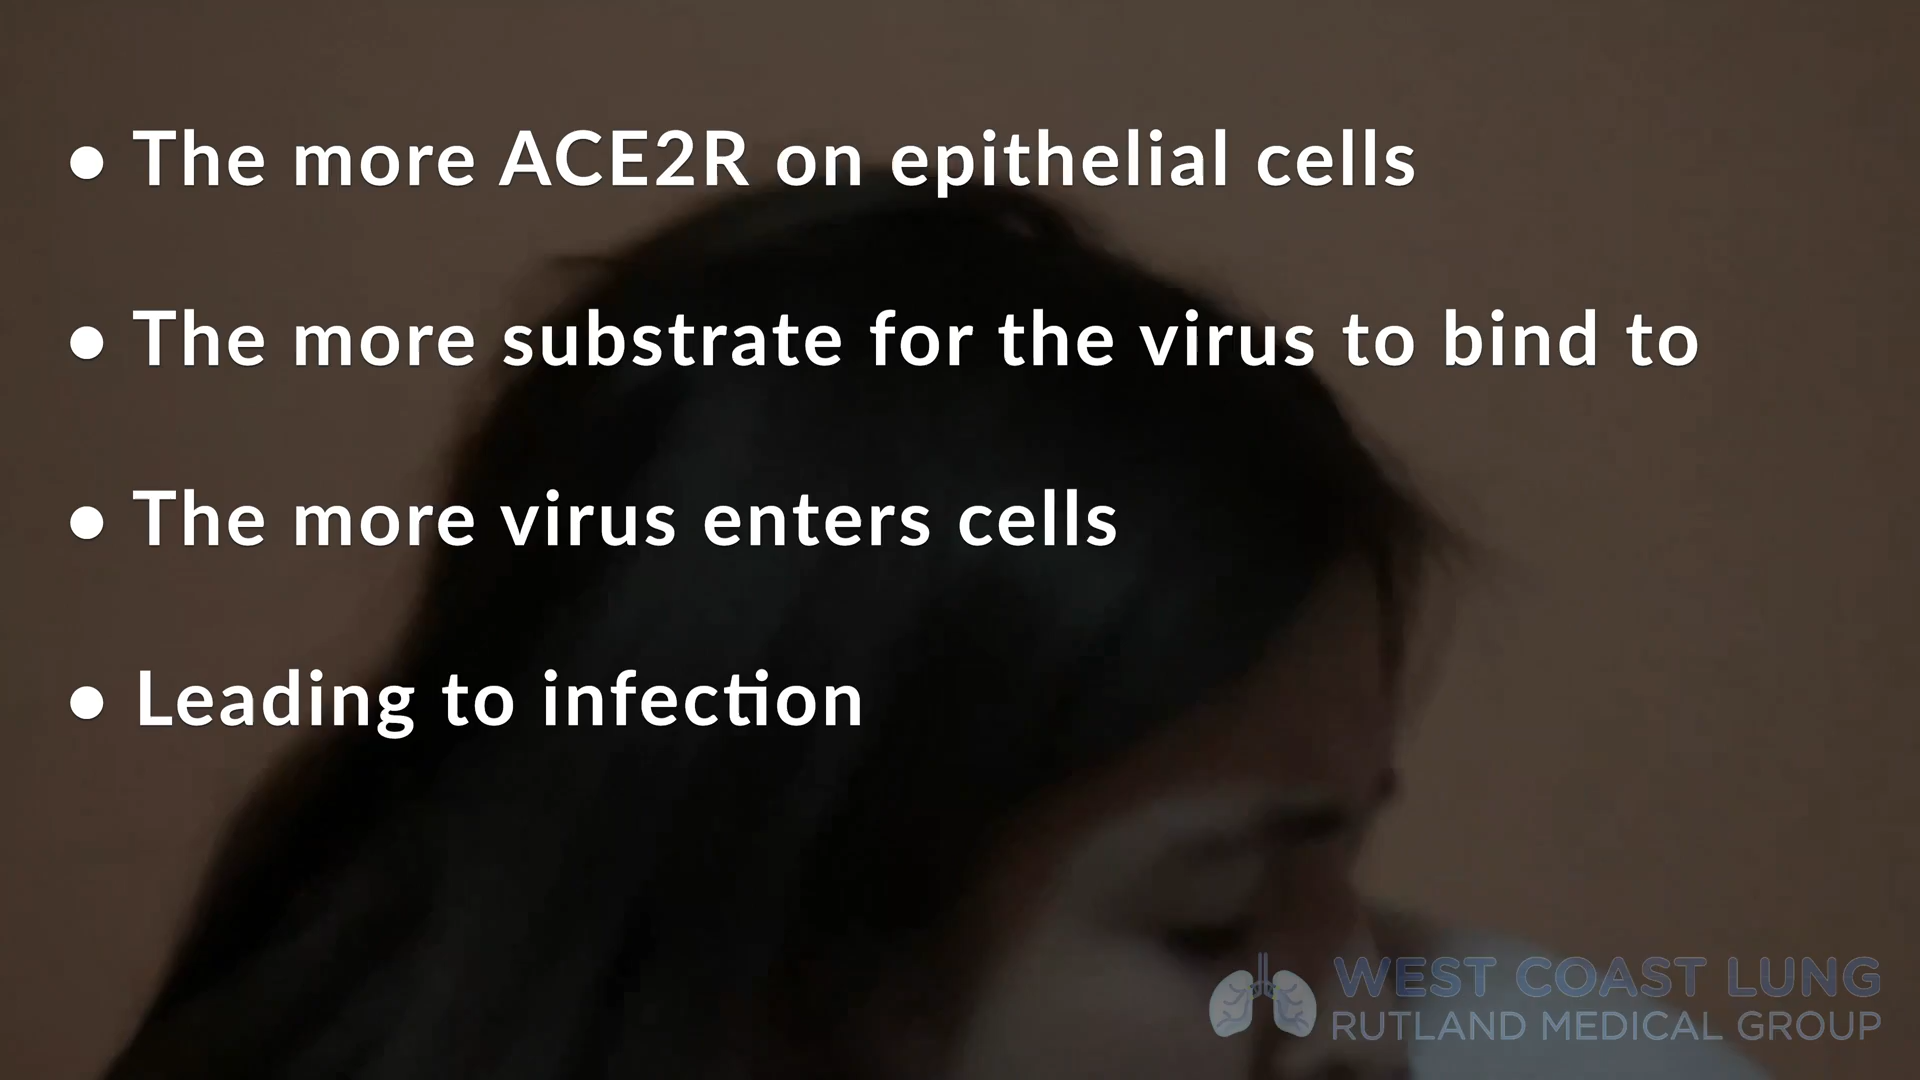 • The more ACE2R on epithelial cells
• The more substrate for the virus to bind to
• The more virus enters cells
• Leading to infection
WEST COAST LUNG
RUTLAND MEDICAL GROUP